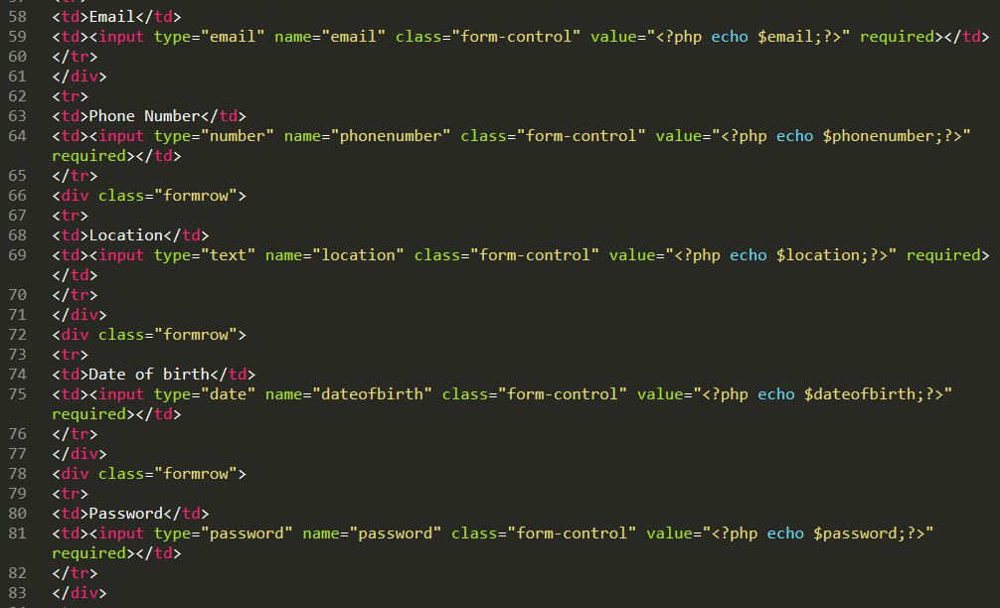 58 <td>Email</td>
59 <td><input type="email" name="email" class="form-control" value="<?php echo $email;?>" required></td>
60 </tr>
61 </div>
62 <tr>
63 <td>Phone Number</td>
64 <td><input type="number" name="phonenumber" class="form-control" value="<?php echo $phonenumber;?>"
required></td>
65 </tr>
66 <div class="formrow">
67 <tr>
68 <td>Location</td>
69 <td><input type="text" name="location" class="form-control" value="<?php echo $location;?>" required>
</td>
70 </tr>
71 </div>
72 <div class="formrow">
73 <tr>
74 <td>Date of birth</td>
75 <td><input type="date" name="dateofbirth" class="form-control" value="<?php echo $dateofbirth;?>"
required></td>
76 </tr>
77 </div>
78 <div class="formrow">
79 <tr>
80 <td>Password</td>
81 <td><input type="password" name="password" class="form-control" value="<?php echo $password;?>"
required></td>
82 </tr>
83 </div>